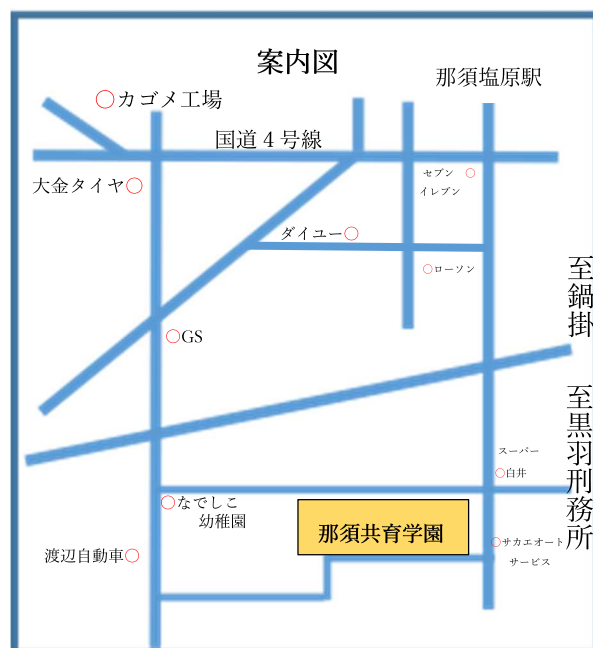 案内図
那須塩原駅
○カゴメ工場
国道４号線
セブン ○
イレブン
大金タイヤ○
ダイユー○
○ローソン
至鍋掛
○GS
至黒羽刑務所
スーパー
○白井
○なでしこ
幼稚園
那須共育学園
○サカエオート
サービス
渡辺自動車○